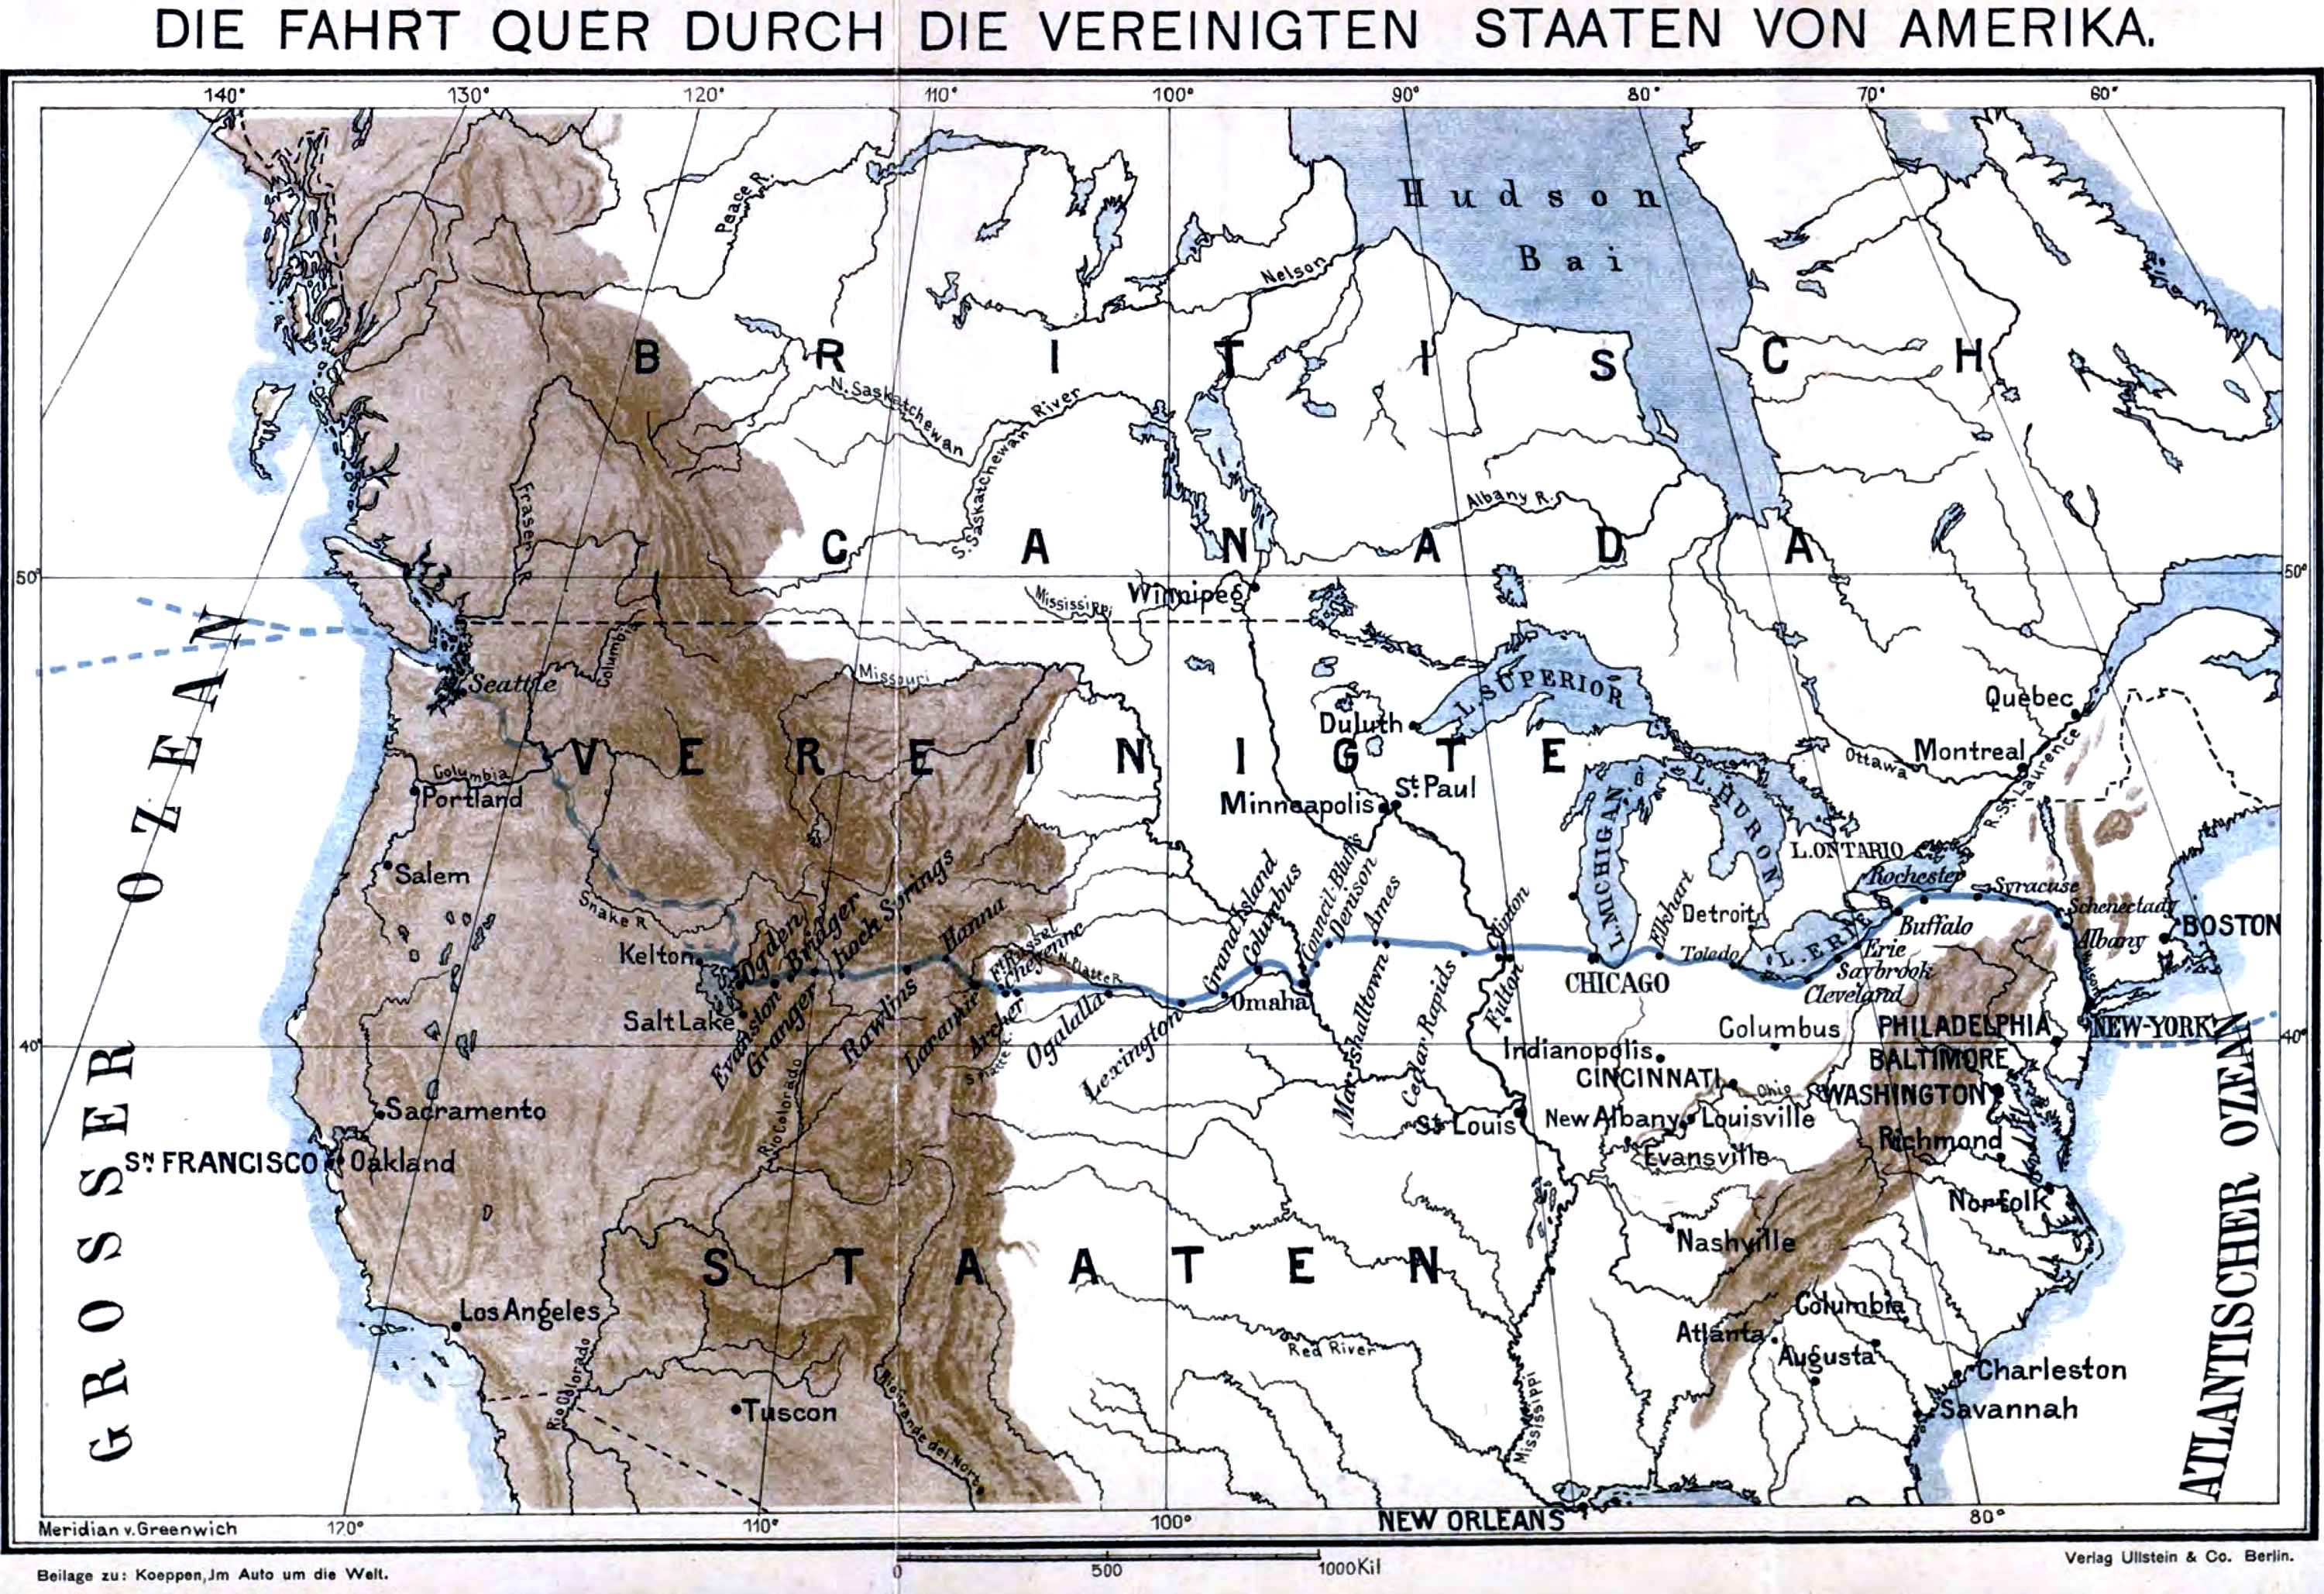 DIE FAHRT QUER DURCH DIE VEREINIGTEN STAATEN VON AMERIKA.
140° 130° 120° 110° 100° 90° 80° 70° 60°
Peace R.
Hudson
Bai
Nelson
BRITISCH
N. Saskatchewan
S. Saskatchewan River
Fraser R.
Albany R.
CANADA
50° 50°
Mississippi
Winnipeg
Columbia
Missouri
Seattle
L. SUPERIOR
Duluth
Quebec
VEREINIGTE
Ottawa
Montreal
R. St. Laurence
Columbia
Portland
Minneapolis
St. Paul
L. MICHIGAN
L. HURON
L. ONTARIO
Salem
Snake R.
Rochester
Syracuse
Schenectady
Detroit
Buffalo
BOSTON
Albany
Hudson
Kelton
Ogden
Bridger
Rock Springs
Hanna
Ft. Russel
Cheyenne
N. Platte R.
Grand Island
Columbus
Council-Bluffs
Denison
Ames
Clinton
Elkhart
Toledo
L. ERIE
Erie
Saybrook
Cleveland
CHICAGO
Salt Lake
Evanston
Granger
Rawlins
Laramie
Archer
S. Platte R.
Ogalalla
Lexington
Omaha
Marshalltown
Cedar Rapids
Fulton
Columbus
PHILADELPHIA
NEW-YORK
40° 40°
Indianopolis
BALTIMORE
CINCINNATI
Ohio
WASHINGTON
Sacramento
Rio Colorado
St. Louis
New Albany
Louisville
Richmond
Sn. FRANCISCO
Oakland
Evansville
Norfolk
Nashville
STAATEN
Los Angeles
Columbia
Atlanta
Augusta
Red River
Charleston
Savannah
Rio Colorado
Tuscon
Rio Grande del Norte
Mississippi
NEW ORLEANS
GROSSER OZEAN
ATLANTISCHER OZEAN
Meridian v. Greenwich
120° 110° 100° 80°
0 500 1000 Kil
Beilage zu: Koeppen, Jm Auto um die Welt.
Verlag Ullstein & Co. Berlin.